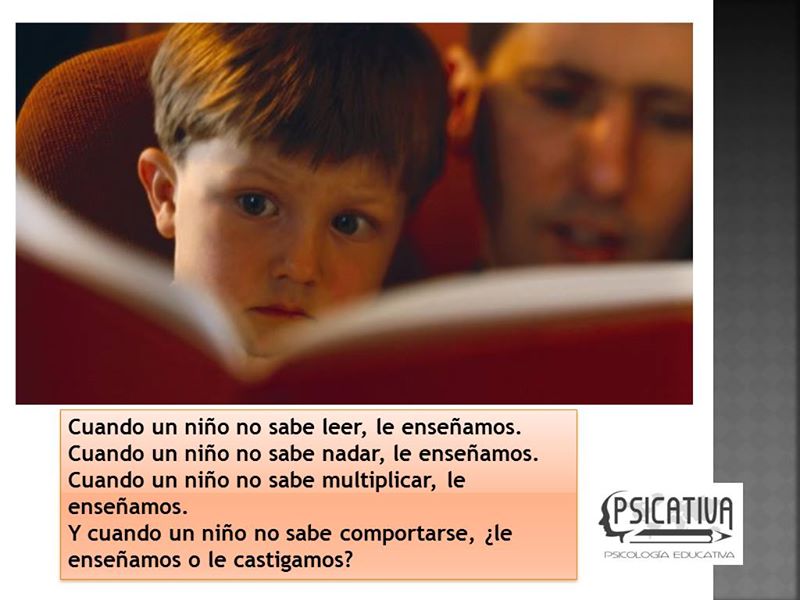 Cuando un niño no sabe leer, le enseñamos.
Cuando un niño no sabe nadar, le enseñamos.
Cuando un niño no sabe multiplicar, le
enseñamos.
Y cuando un niño no sabe comportarse, ¿le
enseñamos o le castigamos?
PSICATIVA
PSICOLOGÍA EDUCATIVA